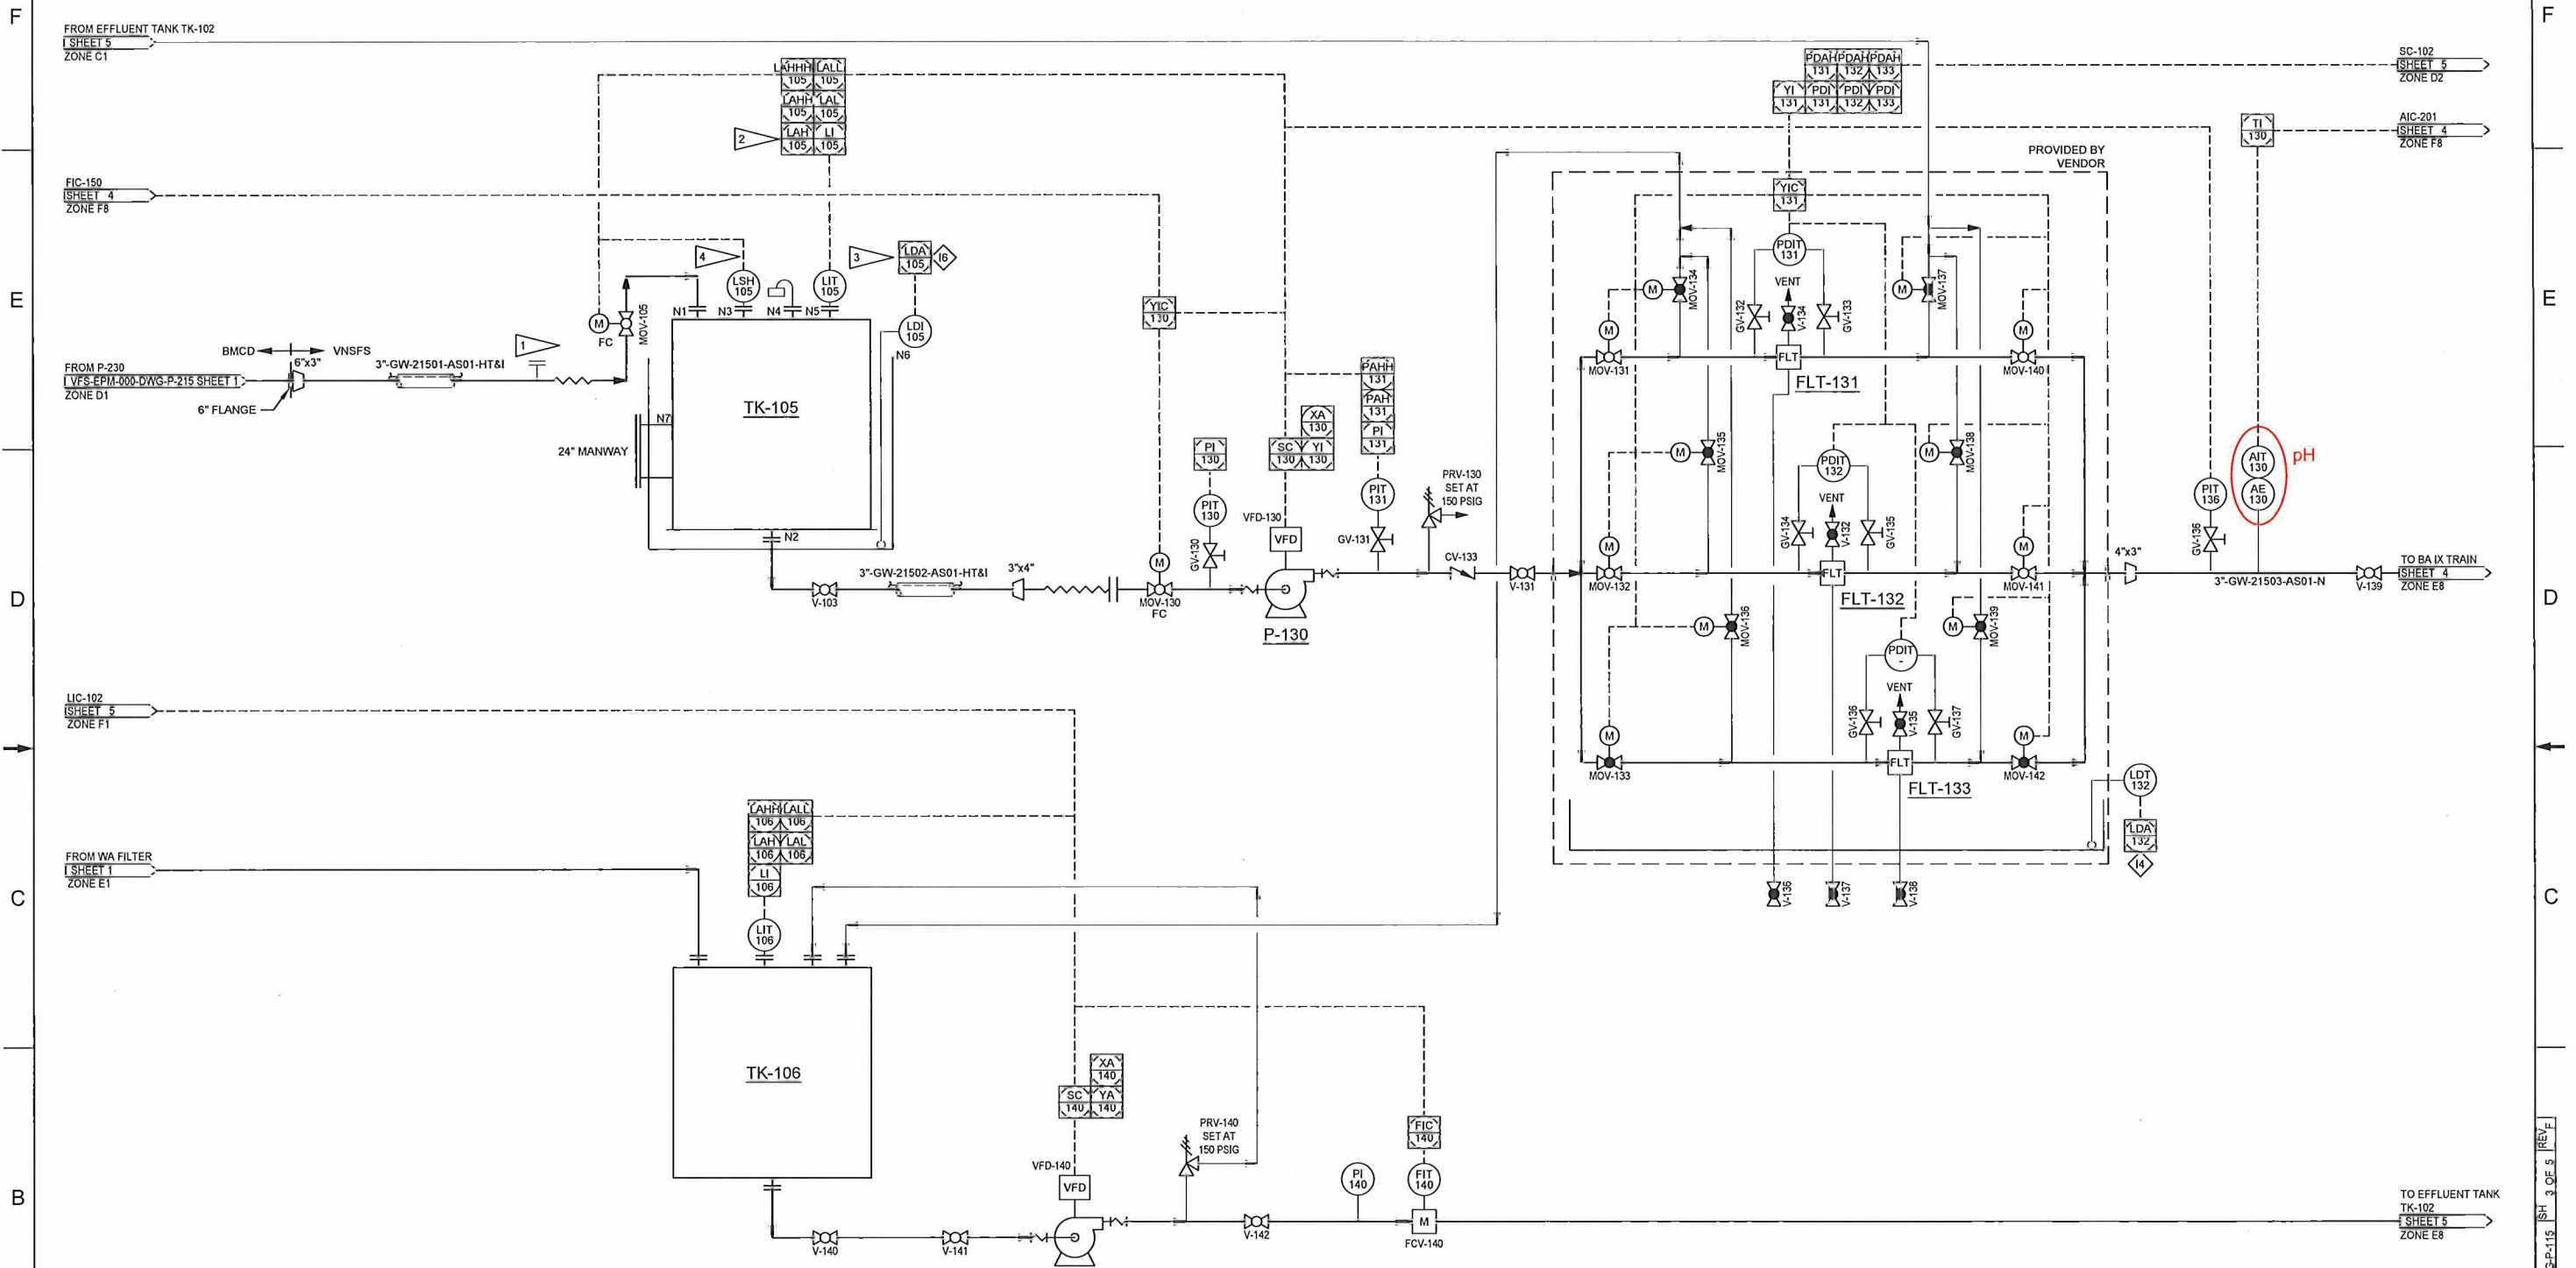 F
F
FROM EFFLUENT TANK TK-102
SHEET 5
ZONE C1
LAHHH 105
LALL 105
LAHH 105
LAL 105
LAH 105
LI 105
2
PDAH 131
PDAH 132
PDAH 133
YI 131
PDI 131
PDI 132
PDI 133
SC-102
SHEET 5
ZONE D2
TI 130
AIC-201
SHEET 4
ZONE F8
PROVIDED BY
VENDOR
FIC-150
SHEET 4
ZONE F8
YIC 131
4
3
LDA 105
I6
LSH 105
LIT 105
PDIT 131
VENT
M
MOV-134
M
MOV-137
E
E
N1
N3
N4
N5
M
FC
MOV-105
LDI 105
N6
YIC 130
GV-132
V-134
GV-133
M
M
BMCD
VNSFS
1
6"x3"
3"-GW-21501-AS01-HT&I
FROM P-230
VFS-EPM-000-DWG-P-215 SHEET 1
ZONE D1
6" FLANGE
MOV-131
FLT
FLT-131
MOV-140
TK-105
N7
24" MANWAY
PAHH 131
PAH 131
PI 131
XA 130
SC 130
YI 130
PI 130
M
MOV-135
M
MOV-138
AIT 130
AE 130
pH
PIT 136
PDIT 132
VENT
PRV-130
SET AT
150 PSIG
PIT 130
PIT 131
VFD-130
VFD
GV-130
GV-131
N2
GV-134
V-132
GV-135
GV-136
M
M
M
3"-GW-21502-AS01-HT&I
3"x4"
V-103
MOV-130
FC
P-130
CV-133
V-131
MOV-132
FLT
FLT-132
MOV-141
4"x3"
3"-GW-21503-AS01-N
V-139
TO BA IX TRAIN
SHEET 4
ZONE E8
D
D
M
MOV-136
M
MOV-139
PDIT
-
VENT
LIC-102
SHEET 5
ZONE F1
GV-136
V-135
GV-137
M
M
MOV-133
FLT
FLT-133
MOV-142
LDT 132
LDA 132
I4
LAHH 106
LALL 106
LAH 106
LAL 106
LI 106
LIT 106
FROM WA FILTER
SHEET 1
ZONE E1
V-136
V-137
V-138
C
C
TK-106
XA 140
SC 140
YA 140
PRV-140
SET AT
150 PSIG
FIC 140
VFD-140
VFD
PI 140
FIT 140
B
B
V-140
V-141
V-142
M
FCV-140
TO EFFLUENT TANK
TK-102
SHEET 5
ZONE E8
SH 3 OF 5 REV F